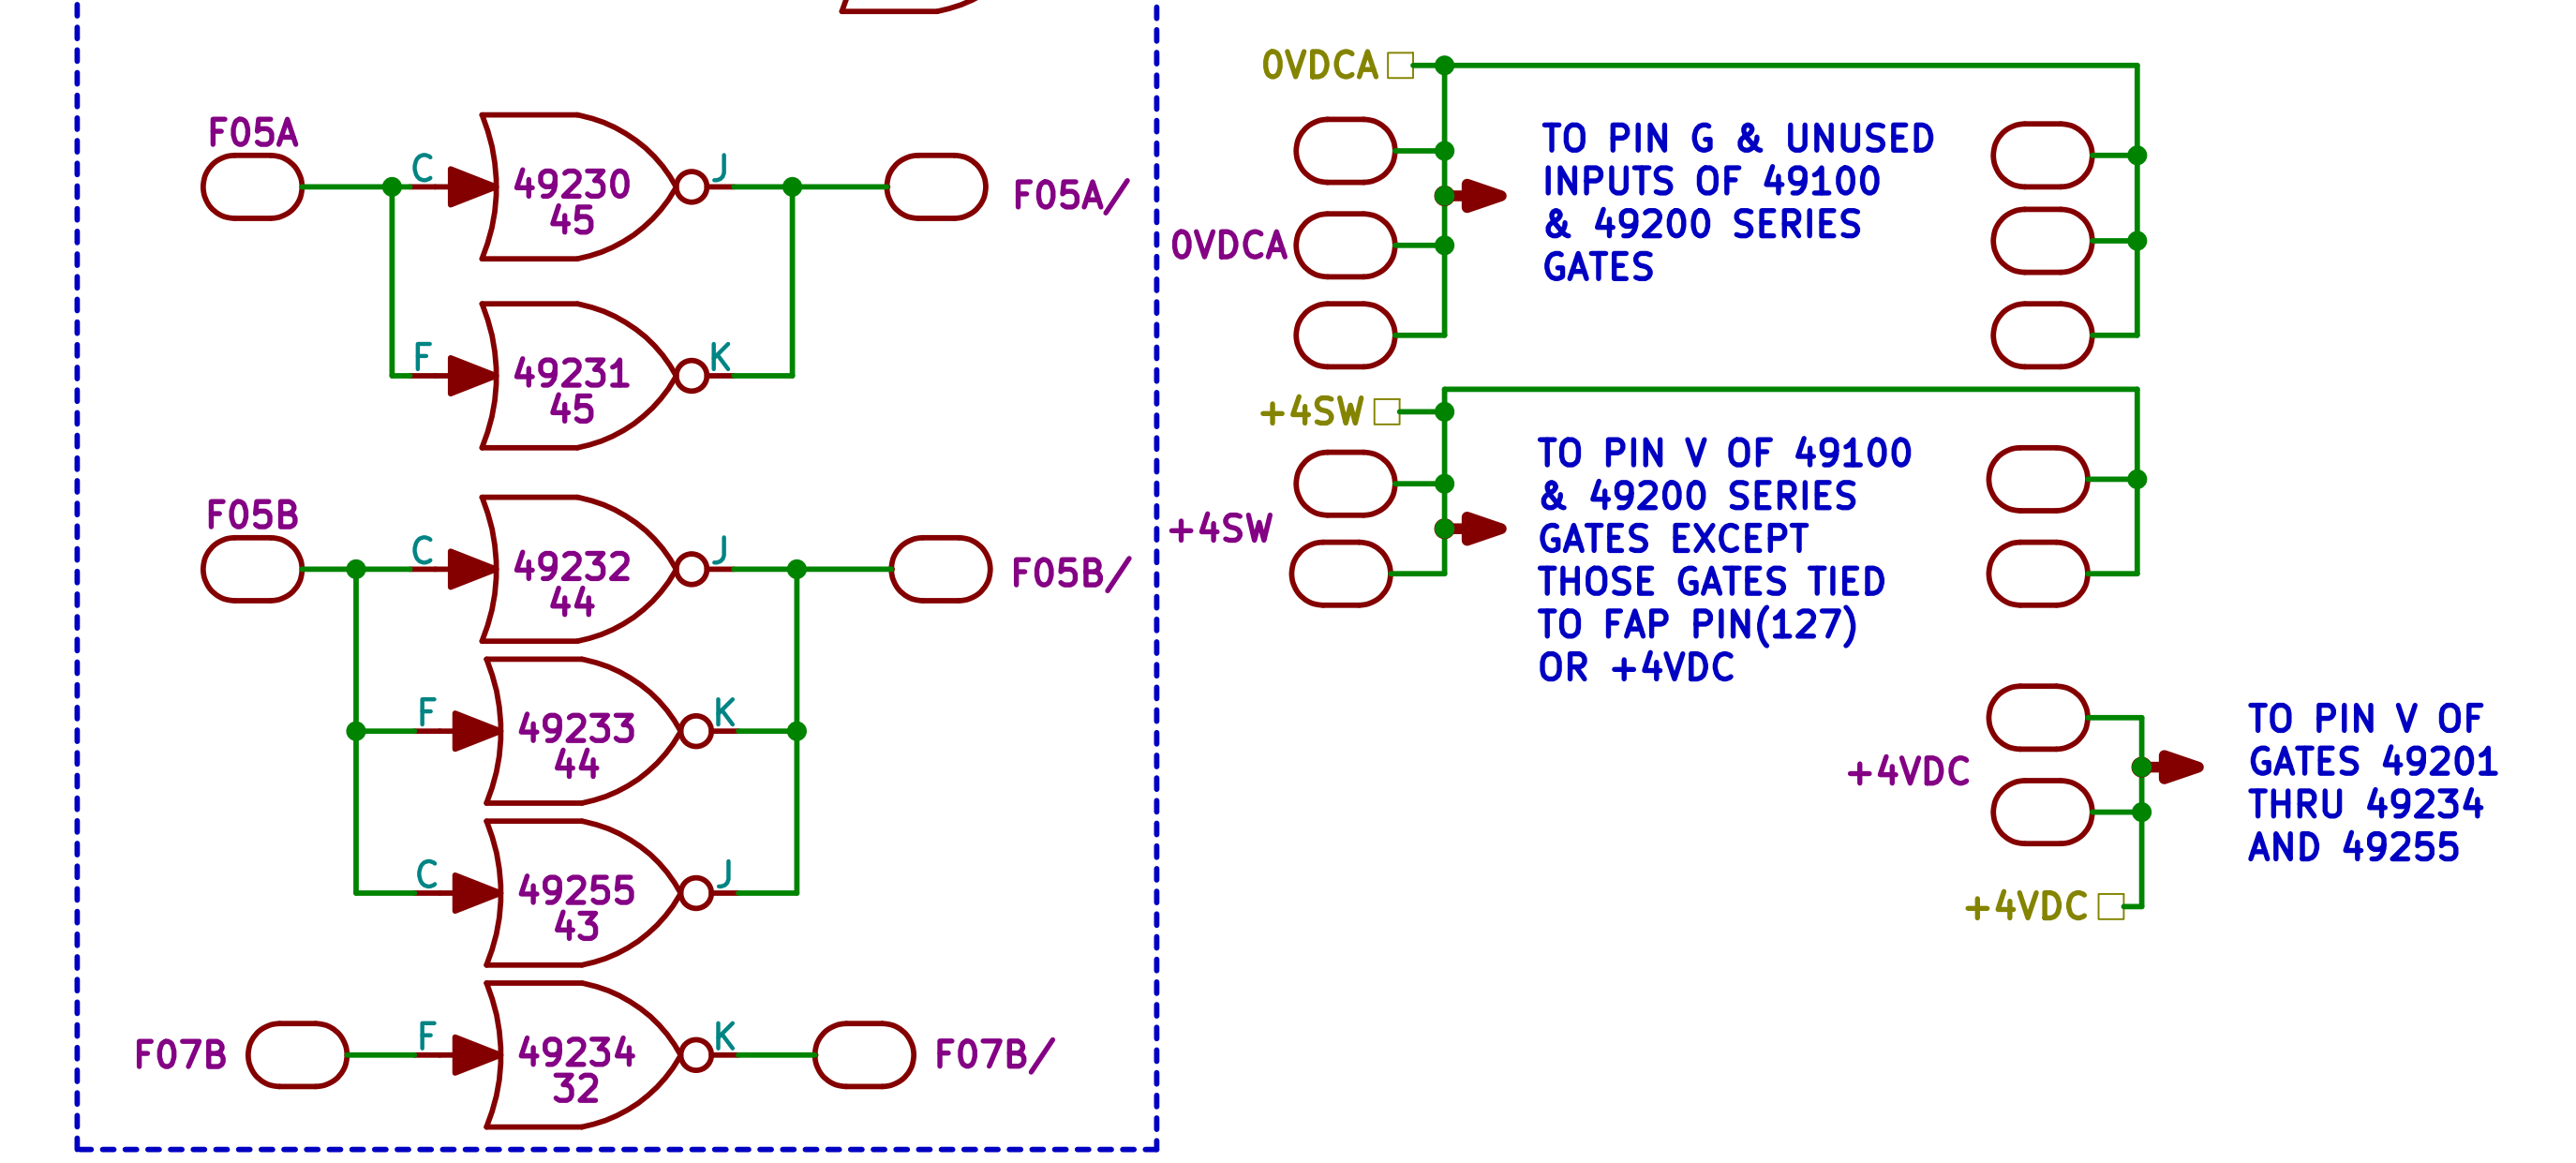 F05A
C
49230
45
J
F05A/
F
49231
45
K
F05B
C
49232
44
J
F05B/
F
49233
44
K
C
49255
43
J
F07B
F
49234
32
K
F07B/
0VDCA
0VDCA
TO PIN G & UNUSED
INPUTS OF 49100
& 49200 SERIES
GATES
+4SW
+4SW
TO PIN V OF 49100
& 49200 SERIES
GATES EXCEPT
THOSE GATES TIED
TO FAP PIN(127)
OR +4VDC
+4VDC
TO PIN V OF
GATES 49201
THRU 49234
AND 49255
+4VDC